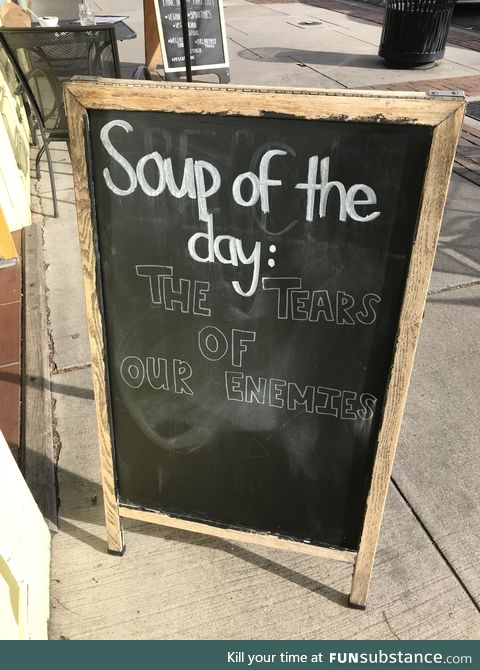 Soup of the
day:
THE TEARS
OF
OUR ENEMIES
Kill your time at FUNsubstance.com